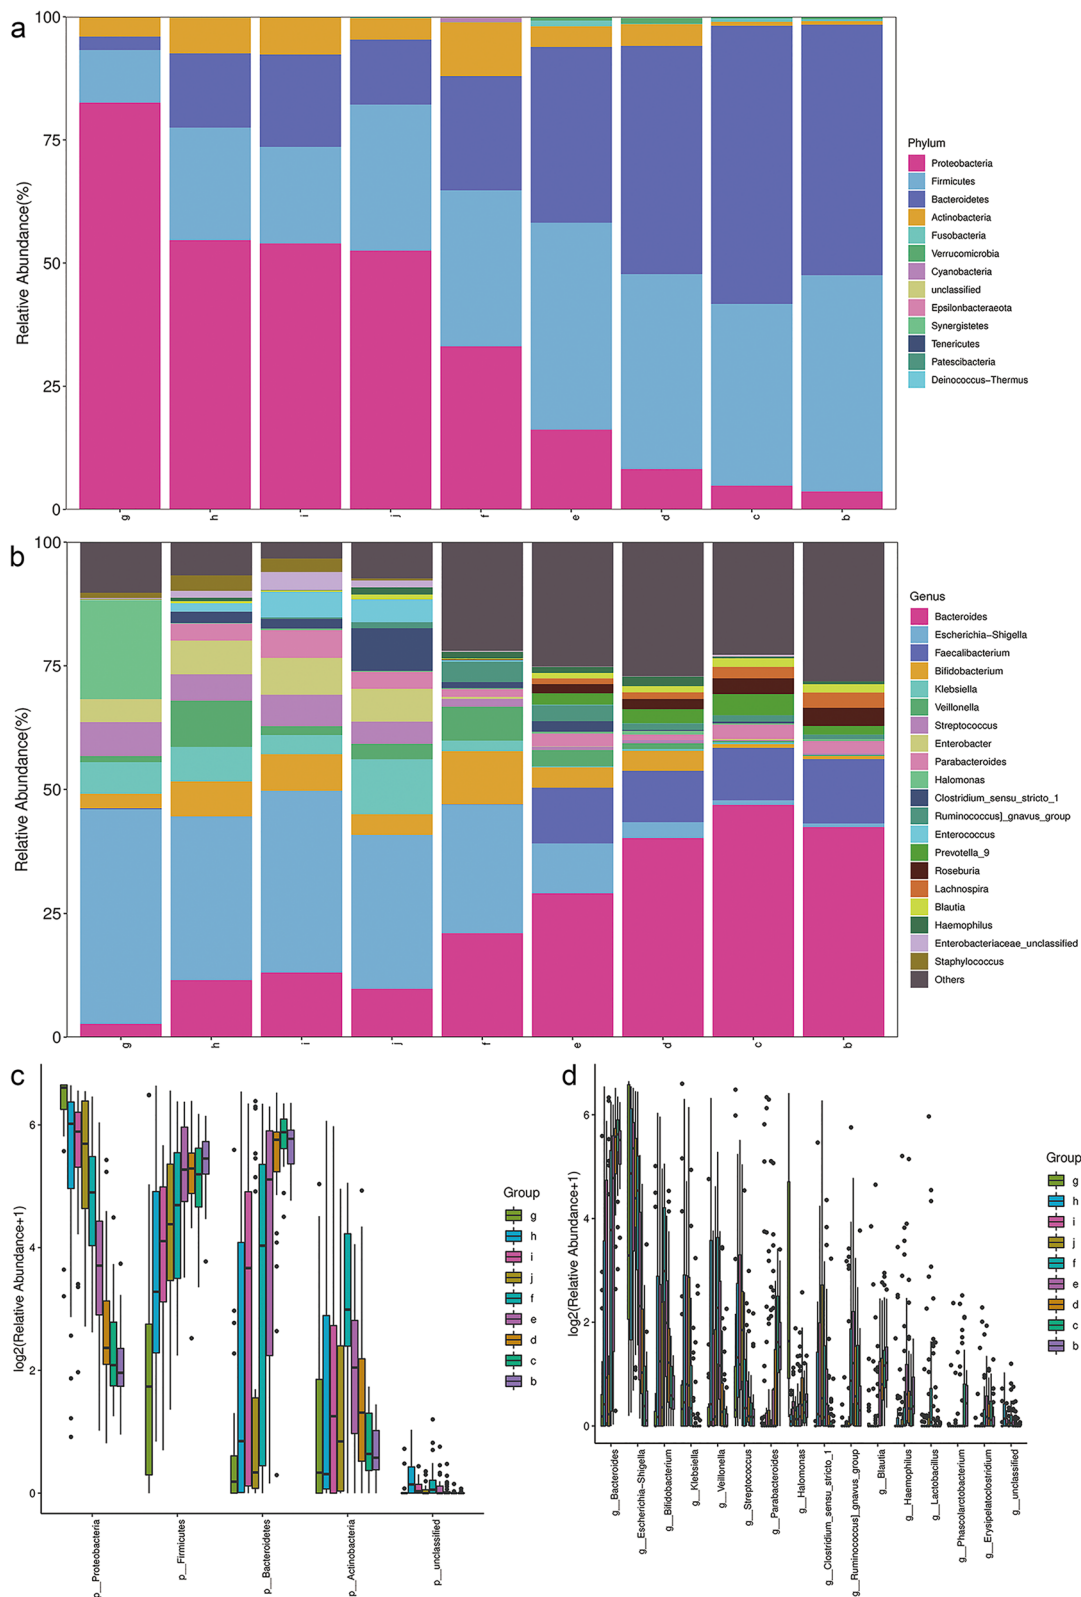 a
Relative Abundance(%)
100
75
50
25
0
g h i j f e d c b
Phylum
Proteobacteria
Firmicutes
Bacteroidetes
Actinobacteria
Fusobacteria
Verrucomicrobia
Cyanobacteria
unclassified
Epsilonbacteraeota
Synergistetes
Tenericutes
Patescibacteria
Deinococcus-Thermus
b
Relative Abundance(%)
100
75
50
25
0
g h i j f e d c b
Genus
Bacteroides
Escherichia-Shigella
Faecalibacterium
Bifidobacterium
Klebsiella
Veillonella
Streptococcus
Enterobacter
Parabacteroides
Halomonas
Clostridium_sensu_stricto_1
Ruminococcus]_gnavus_group
Enterococcus
Prevotella_9
Roseburia
Lachnospira
Blautia
Haemophilus
Enterobacteriaceae_unclassified
Staphylococcus
Others
c
log2(Relative Abundance+1)
6
4
2
0
p__Proteobacteria
p__Firmicutes
p__Bacteroidetes
p__Actinobacteria
p__unclassified
Group
g
h
i
j
f
e
d
c
b
d
log2(Relative Abundance+1)
6
4
2
0
g__Bacteroides
g__Escherichia-Shigella
g__Bifidobacterium
g__Klebsiella
g__Veillonella
g__Streptococcus
g__Parabacteroides
g__Halomonas
g__Clostridium_sensu_stricto_1
g__Ruminococcus]_gnavus_group
g__Blautia
g__Haemophilus
g__Lactobacillus
g__Phascolarctobacterium
g__Erysipelatoclostridium
g__unclassified
Group
g
h
i
j
f
e
d
c
b